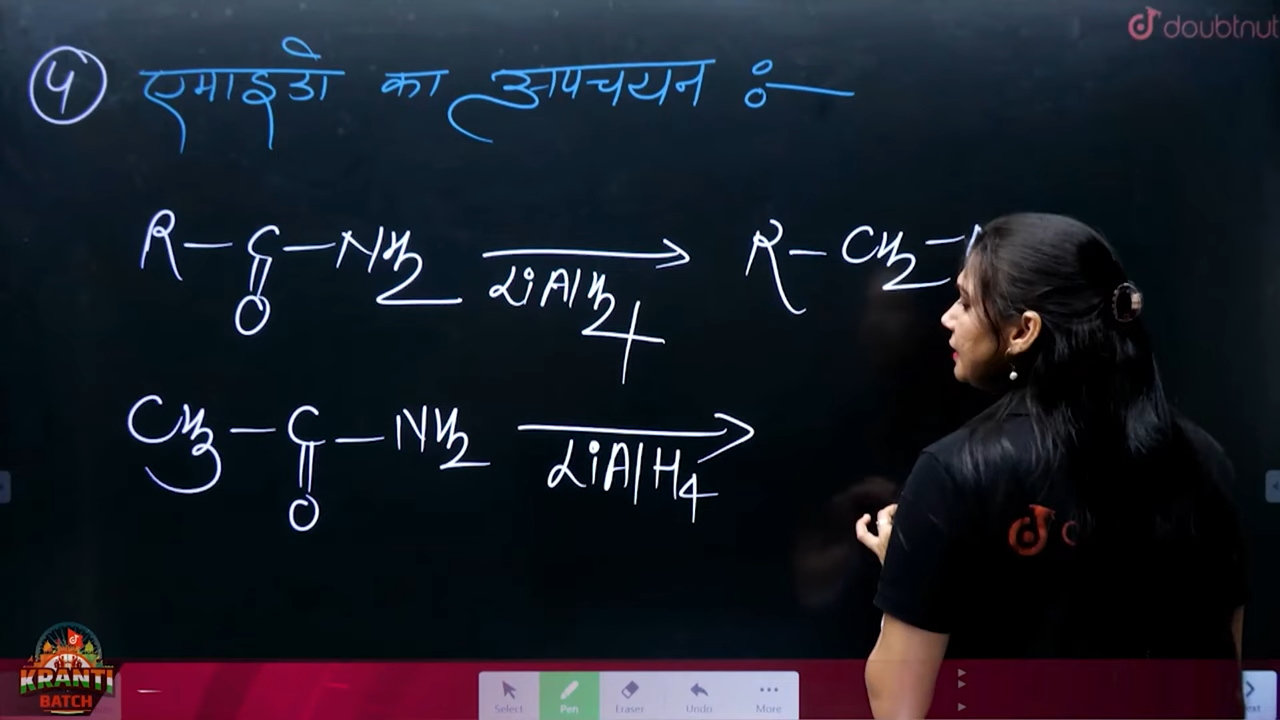 doubtnut
4 एमाइडो का अपचयन :—
R—C—NH2 → R—CH2—
O
LiAlH4
CH3—C—NH2 →
O
LiAlH4
KRANTI
BATCH
Select Pen Eraser Undo More